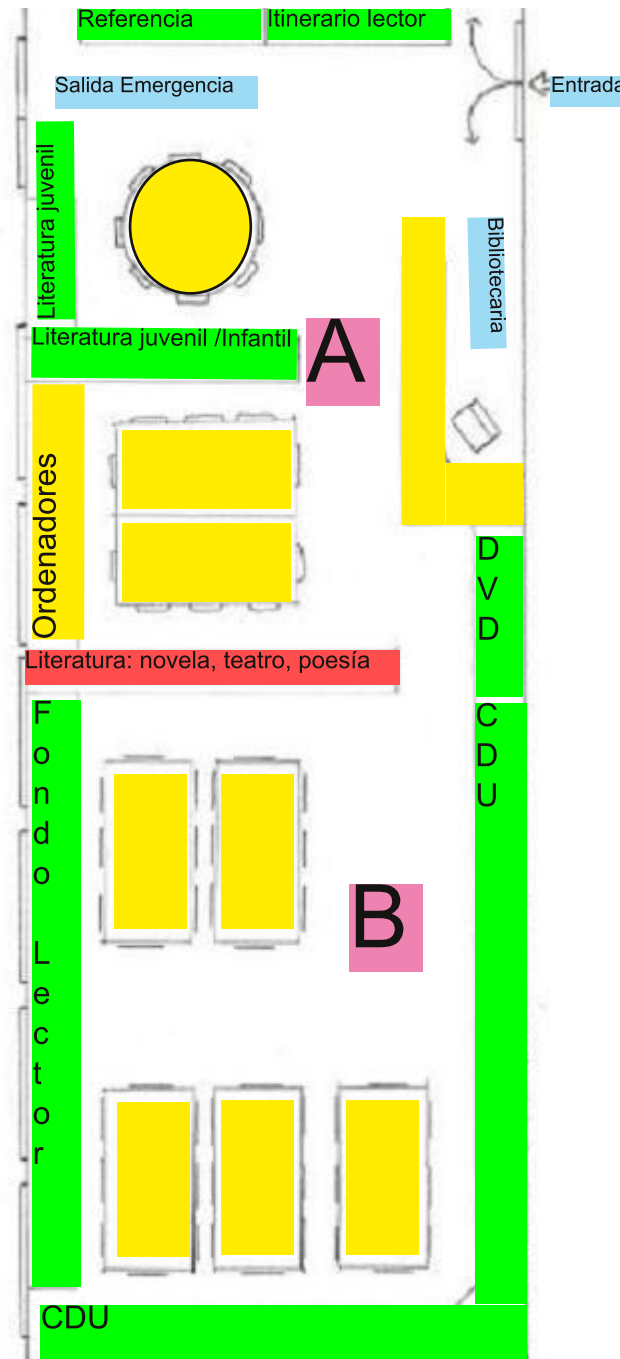 Referencia
Itinerario lector
Salida Emergencia
Entrada
Literatura juvenil
Bibliotecaria
Literatura juvenil /Infantil
A
Ordenadores
DVD
Literatura: novela, teatro, poesía
Fondo Lector
CDU
B
CDU